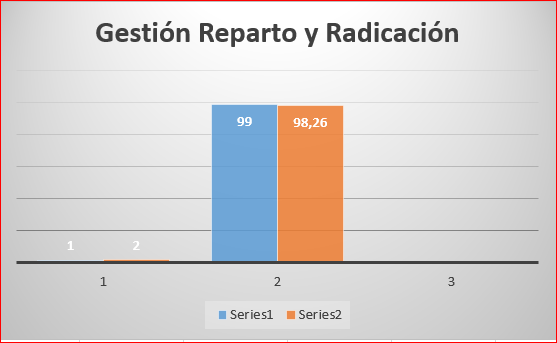 Gestión Reparto y Radicación
99 98,26
1 2
1 2 3
Series1 Series2